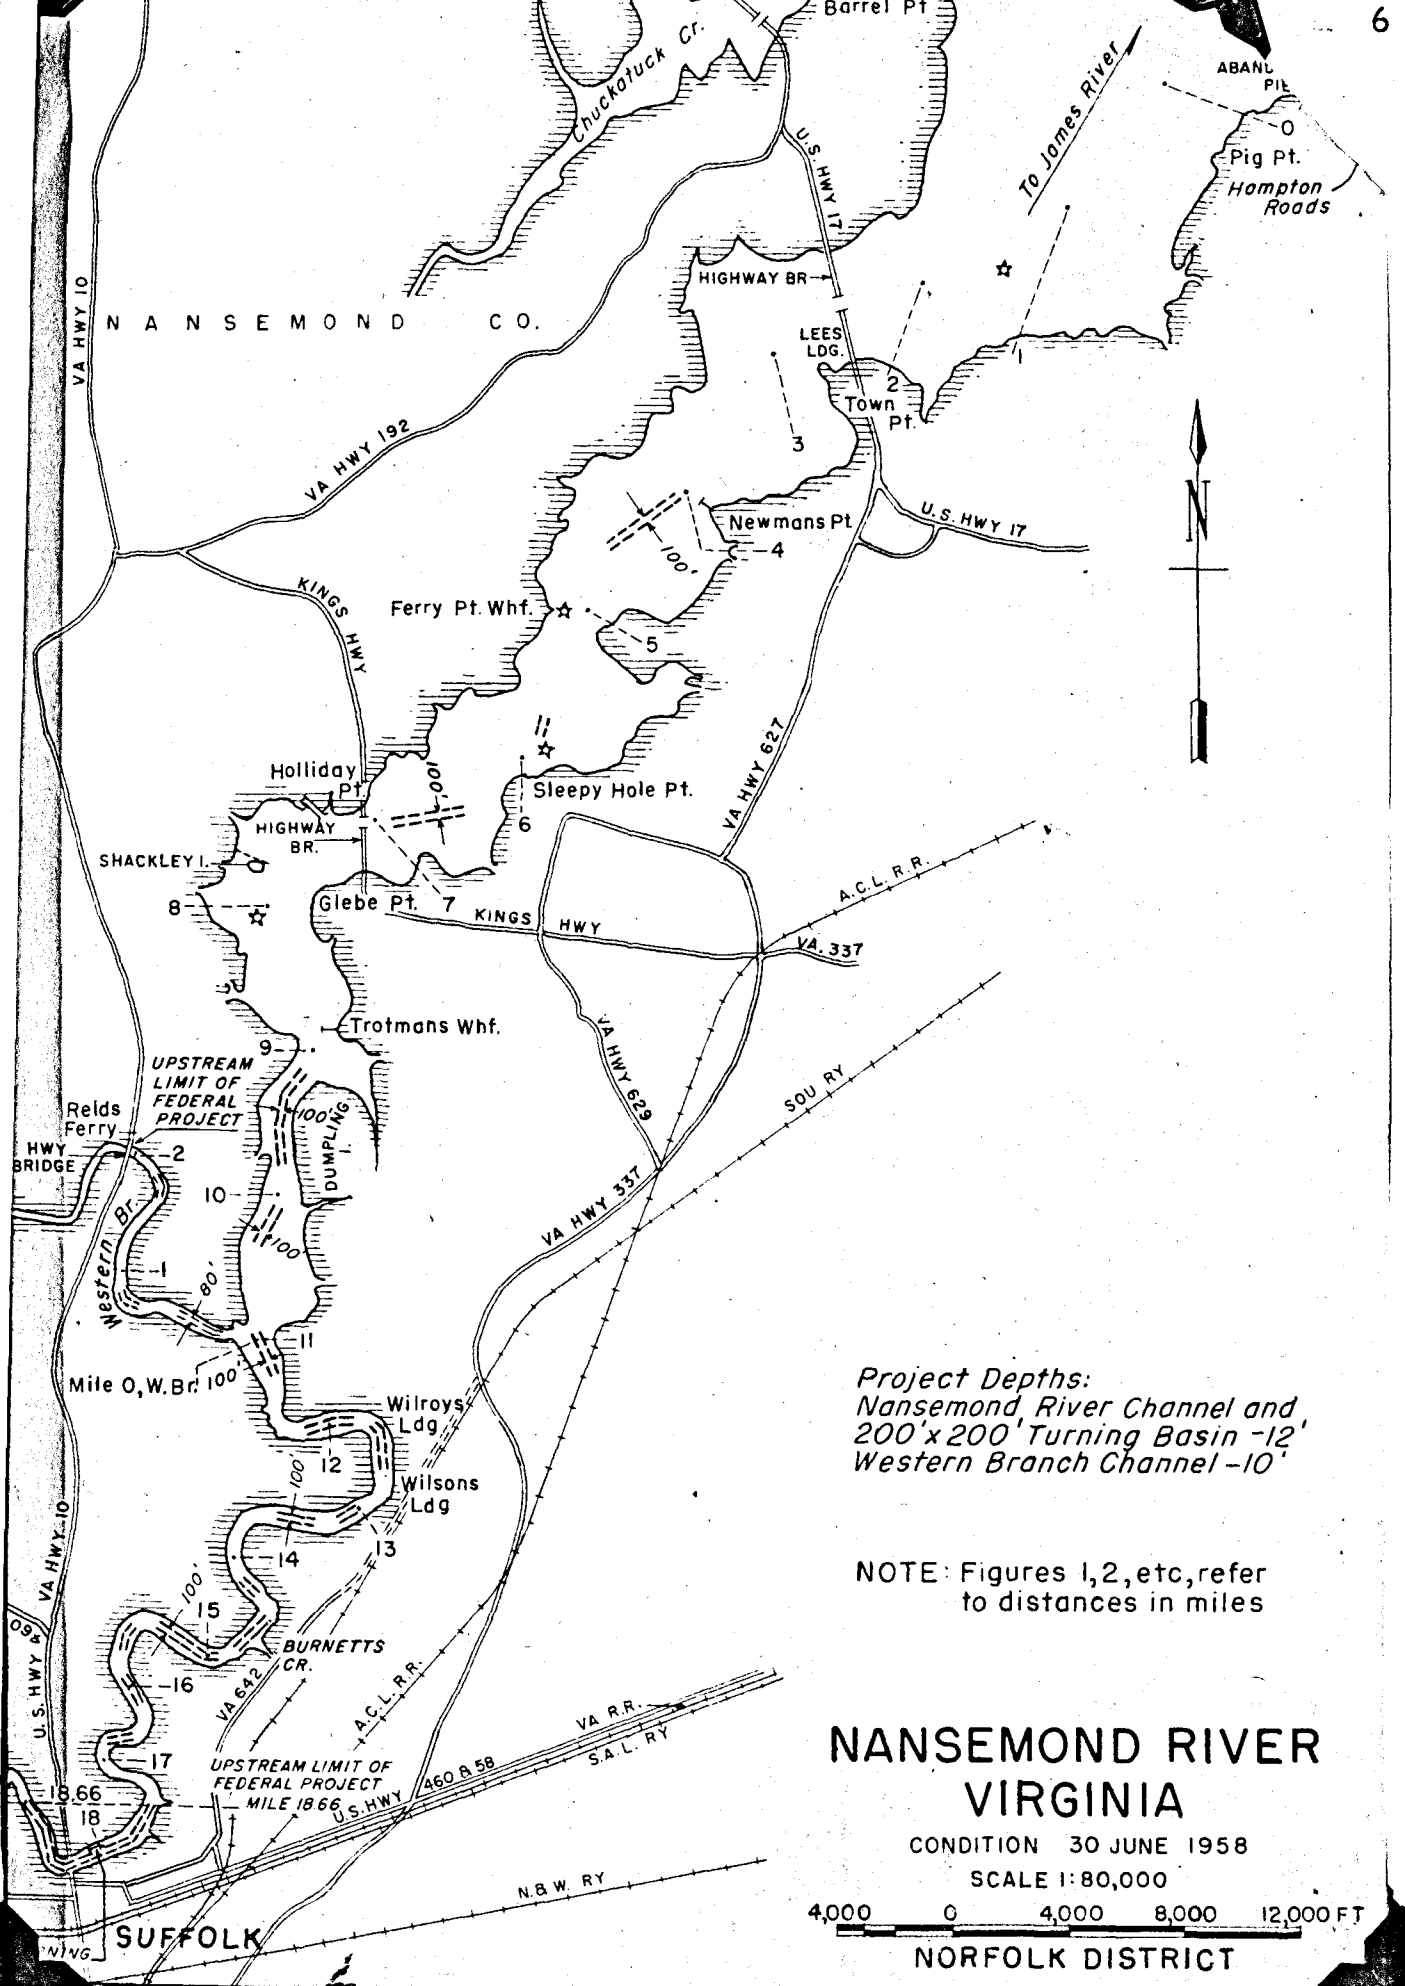 6
Barrel Pt
Chuckatuck Cr.
To James River
0
Pig Pt.
Hampton
Roads
U.S. HWY 17
VA HWY 10
NANSEMOND CO.
HIGHWAY BR
LEES
LDG.
1
2
Town
Pt.
3
VA HWY 192
Newmans Pt
U.S. HWY 17
N
100'
4
KINGS HWY
Ferry Pt. Whf.
5
VA HWY 627
Holliday
Pt.
100'
Sleepy Hole Pt.
6
HIGHWAY
BR.
SHACKLEY I.
A.C.L. R.R.
8
Glebe Pt.
7
KINGS HWY
VA. 337
Trotmans Whf.
9
VA HWY 629
SOU RY
UPSTREAM
LIMIT OF
FEDERAL
PROJECT
100'
DUMPLING
I.
Reids
Ferry
HWY
BRIDGE
2
10
Western Br.
VA HWY 337
100'
1
80'
11
Mile 0, W. Br.
100'
Project Depths:
Nansemond River Channel and
200' x 200' Turning Basin -12'
Western Branch Channel -10'
Wilroys
Ldg
12
100'
Wilsons
Ldg
13
14
VA HWY 10
100'
15
NOTE: Figures 1,2, etc, refer
to distances in miles
U.S. HWY 460
BURNETTS
CR.
16
VA 642
A.C.L. R.R.
VA R.R.
S.A.L. RY
17
UPSTREAM LIMIT OF
FEDERAL PROJECT
MILE 18.66
18.66
18
U.S. HWY 460 & 58
NANSEMOND RIVER
VIRGINIA
CONDITION 30 JUNE 1958
SCALE 1:80,000
N. & W. RY
4,000 0 4,000 8,000 12,000 FT
SUFFOLK
NORFOLK DISTRICT